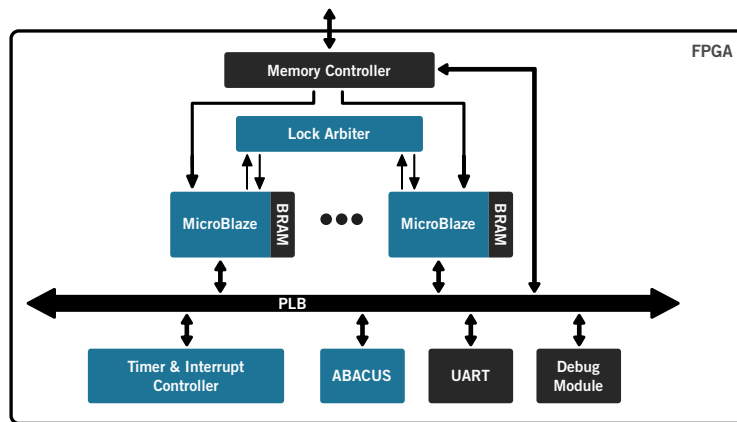 FPGA
Memory Controller
Lock Arbiter
MicroBlaze
BRAM
MicroBlaze
BRAM
PLB
Timer & Interrupt
Controller
ABACUS
UART
Debug
Module